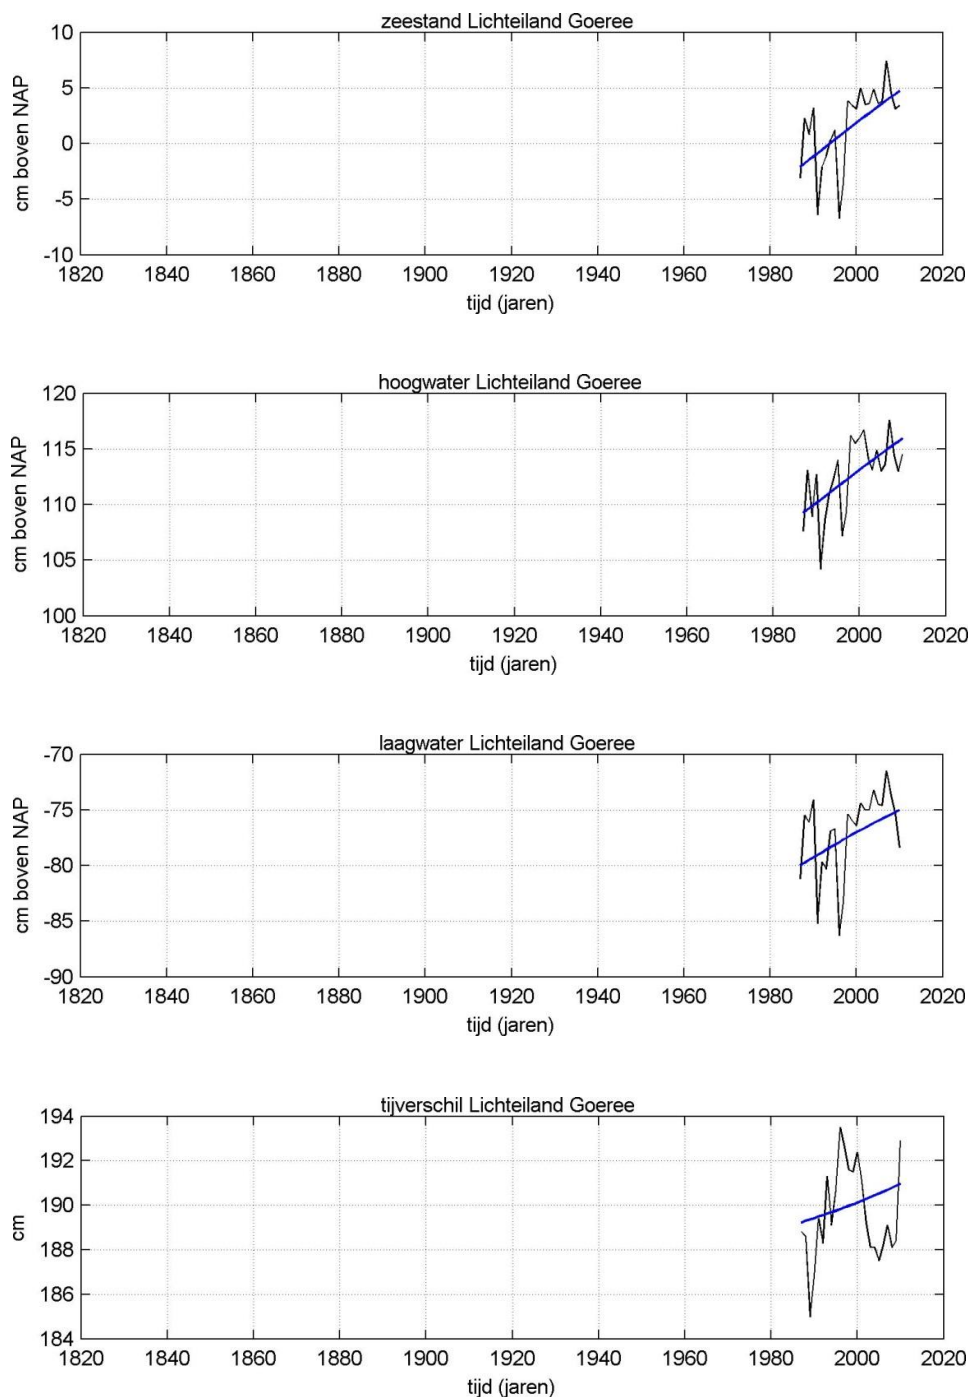 zeestand Lichteiland Goeree
10
5
0
-5
-10
cm boven NAP
1820 1840 1860 1880 1900 1920 1940 1960 1980 2000 2020
tijd (jaren)
hoogwater Lichteiland Goeree
120
115
110
105
100
cm boven NAP
1820 1840 1860 1880 1900 1920 1940 1960 1980 2000 2020
tijd (jaren)
laagwater Lichteiland Goeree
-70
-75
-80
-85
-90
cm boven NAP
1820 1840 1860 1880 1900 1920 1940 1960 1980 2000 2020
tijd (jaren)
tijverschil Lichteiland Goeree
194
192
190
188
186
184
cm
1820 1840 1860 1880 1900 1920 1940 1960 1980 2000 2020
tijd (jaren)